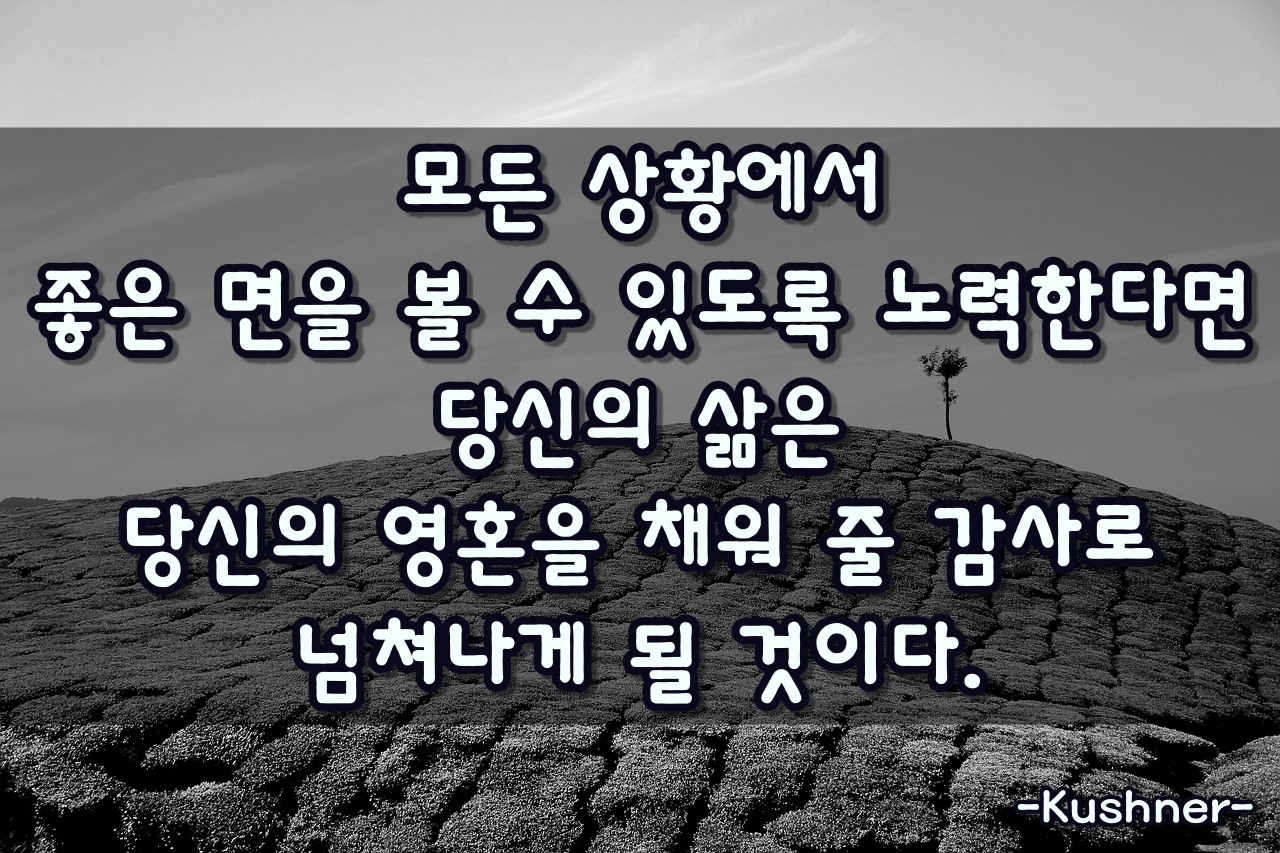 모든 상황에서
좋은 면을 볼 수 있도록 노력한다면
당신의 삶은
당신의 영혼을 채워 줄 감사로
넘쳐나게 될 것이다.
-Kushner-